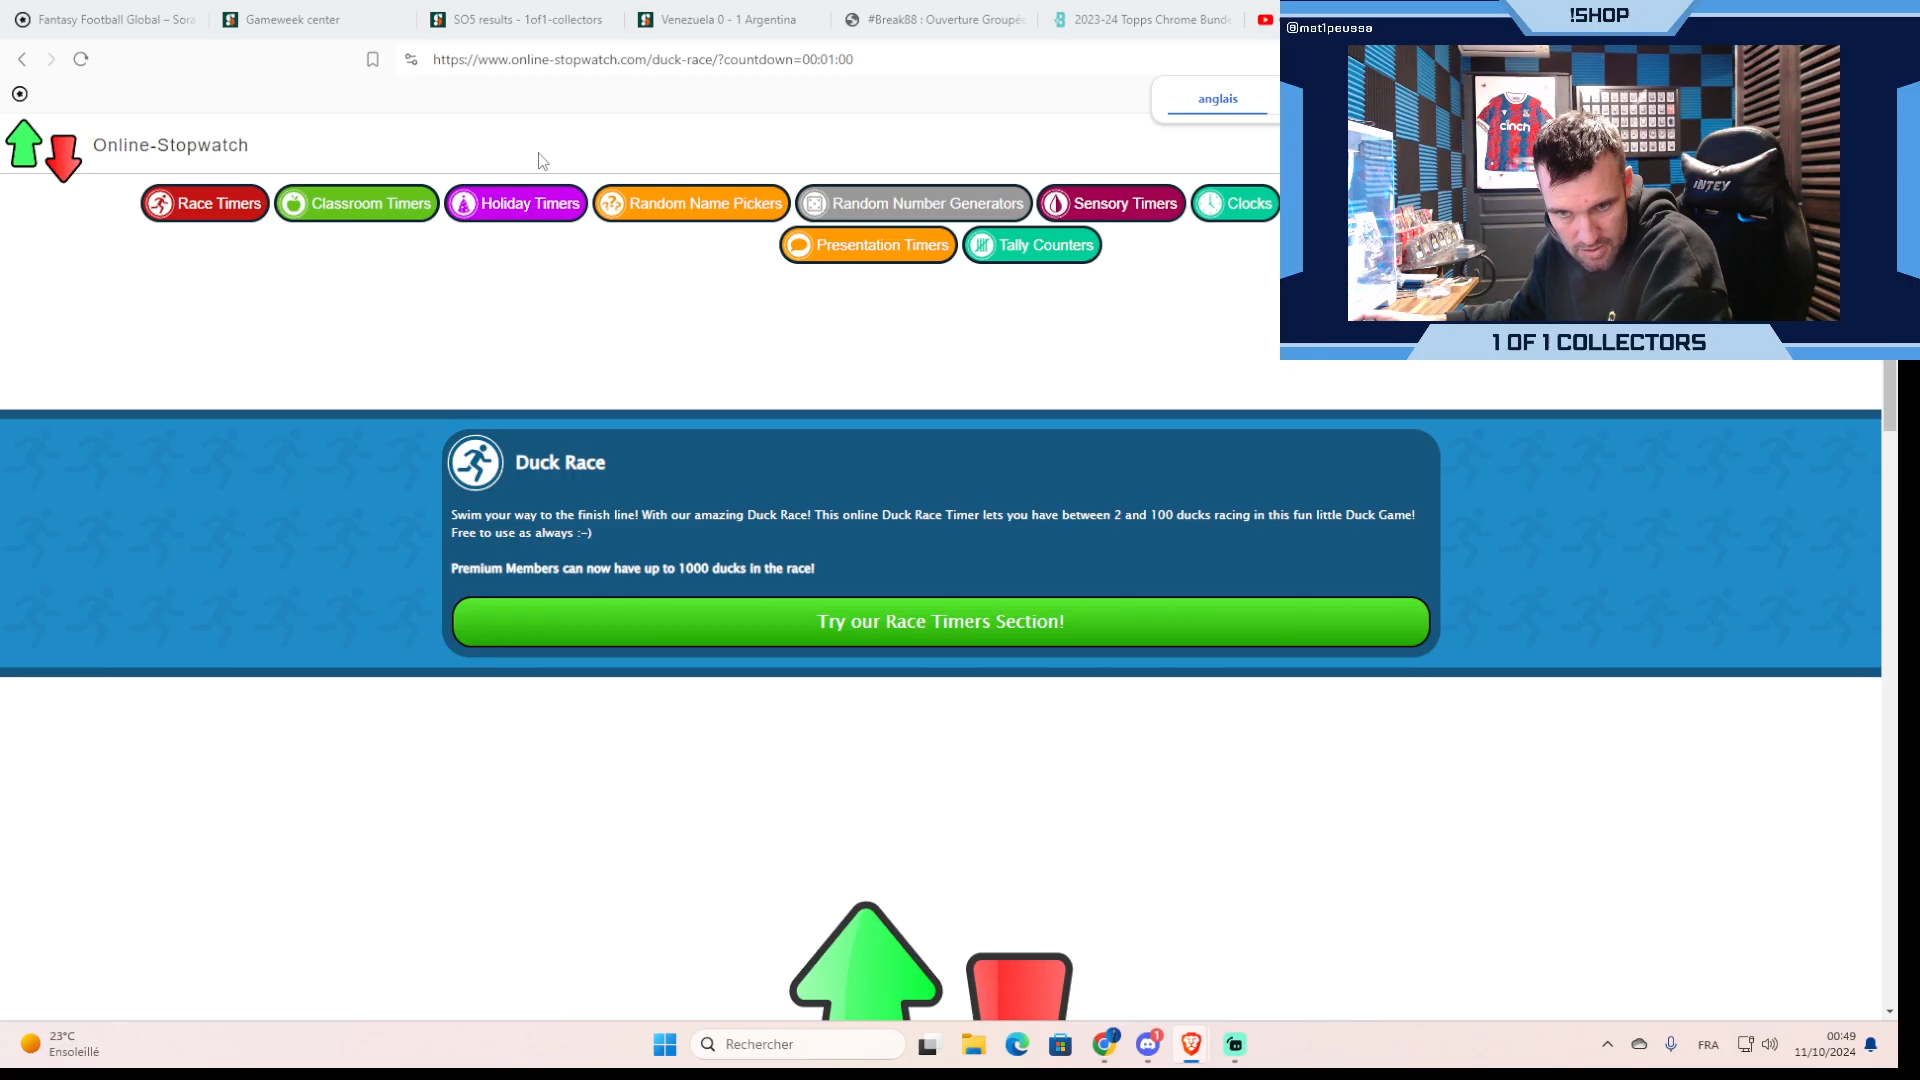 Fantasy Football Global – Sora
Gameweek center
SO5 results - 1of1-collectors
Venezuela 0 - 1 Argentina
#Break88 : Ouverture Groupée
2023-24 Topps Chrome Bund
https://www.online-stopwatch.com/duck-race/?countdown=00:01:00
anglais
!SHOP
@mat1peussa
cinch
INTEY
1 OF 1 COLLECTORS
Online-Stopwatch
Race Timers
Classroom Timers
Holiday Timers
Random Name Pickers
Random Number Generators
Sensory Timers
Clocks
Presentation Timers
Tally Counters
Duck Race
Swim your way to the finish line! With our amazing Duck Race! This online Duck Race Timer lets you have between 2 and 100 ducks racing in this fun little Duck Game!
Free to use as always :-)
Premium Members can now have up to 1000 ducks in the race!
Try our Race Timers Section!
23°C
Ensoleillé
Rechercher
1
FRA
00:49
11/10/2024